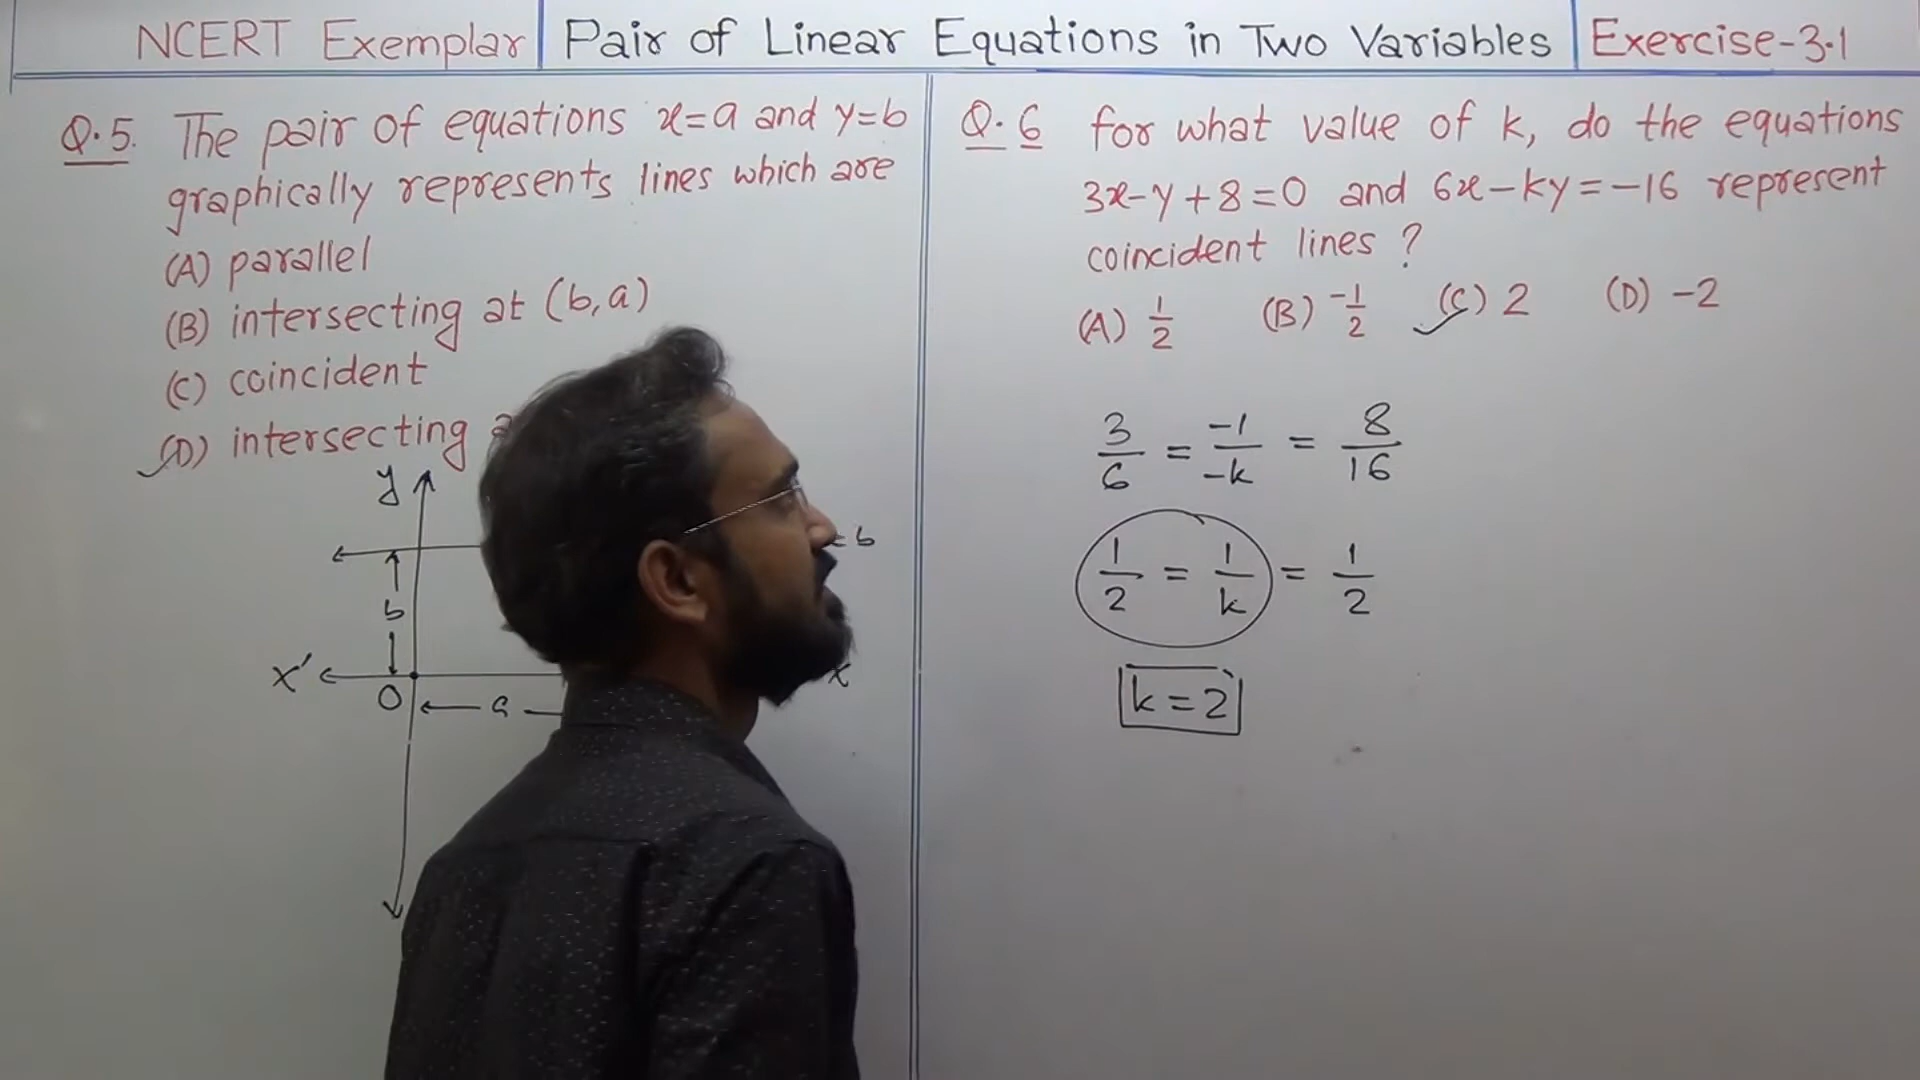 NCERT Exemplar
Pair of Linear Equations in Two Variables
Exercise-3.1
Q.5. The pair of equations x=a and y=b
graphically represents lines which are
(A) parallel
(B) intersecting at (b,a)
(C) coincident
(D) intersecting
y
b
b
X'
O
a
X
Q.6 for what value of k, do the equations
3x-y+8=0 and 6x-ky=-16 represent
coincident lines ?
(A) 1/2 (B) -1/2 (C) 2 (D) -2
3/6 = -1/-k = 8/16
1/2 = 1/k = 1/2
k=2